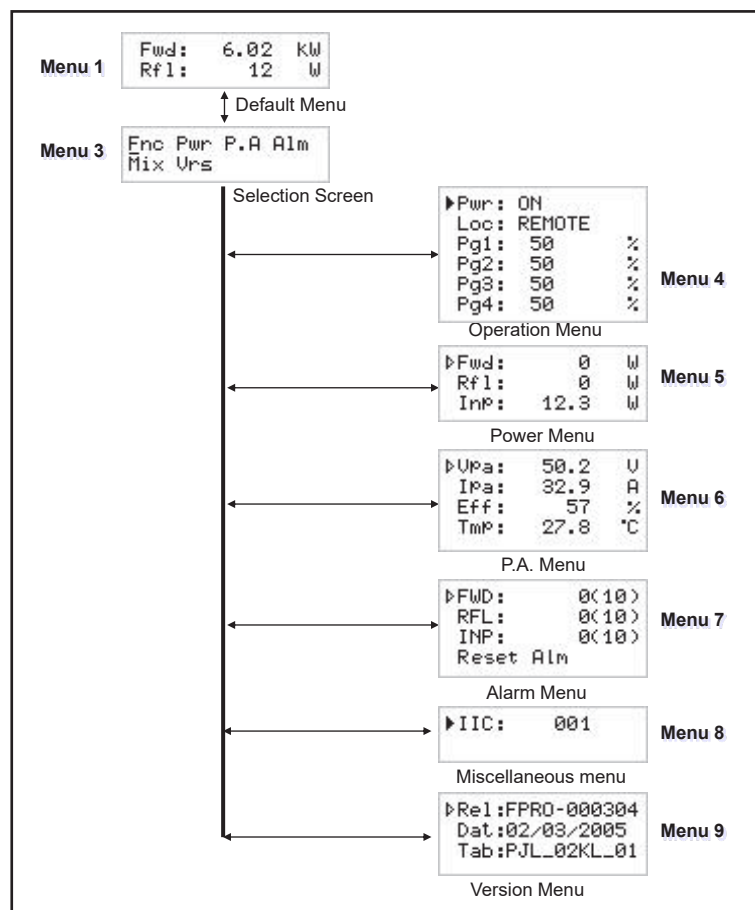 Menu 1
Fwd: 6.02 KW
Rfl: 12 W
Default Menu
Menu 3
Fnc Pwr P.A Alm
Mix Vrs
Selection Screen
Pwr: ON
Loc: REMOTE
Pg1: 50 %
Pg2: 50 %
Pg3: 50 %
Pg4: 50 %
Menu 4
Operation Menu
Fwd: 0 W
Rfl: 0 W
Inp: 12.3 W
Menu 5
Power Menu
Vpa: 50.2 V
Ipa: 32.9 A
Eff: 57 %
Tmp: 27.8 °C
Menu 6
P.A. Menu
FWD: 0(10)
RFL: 0(10)
INP: 0(10)
Reset Alm
Menu 7
Alarm Menu
IIC: 001
Menu 8
Miscellaneous menu
Rel:FPRO-000304
Dat:02/03/2005
Tab:PJL_02KL_01
Menu 9
Version Menu